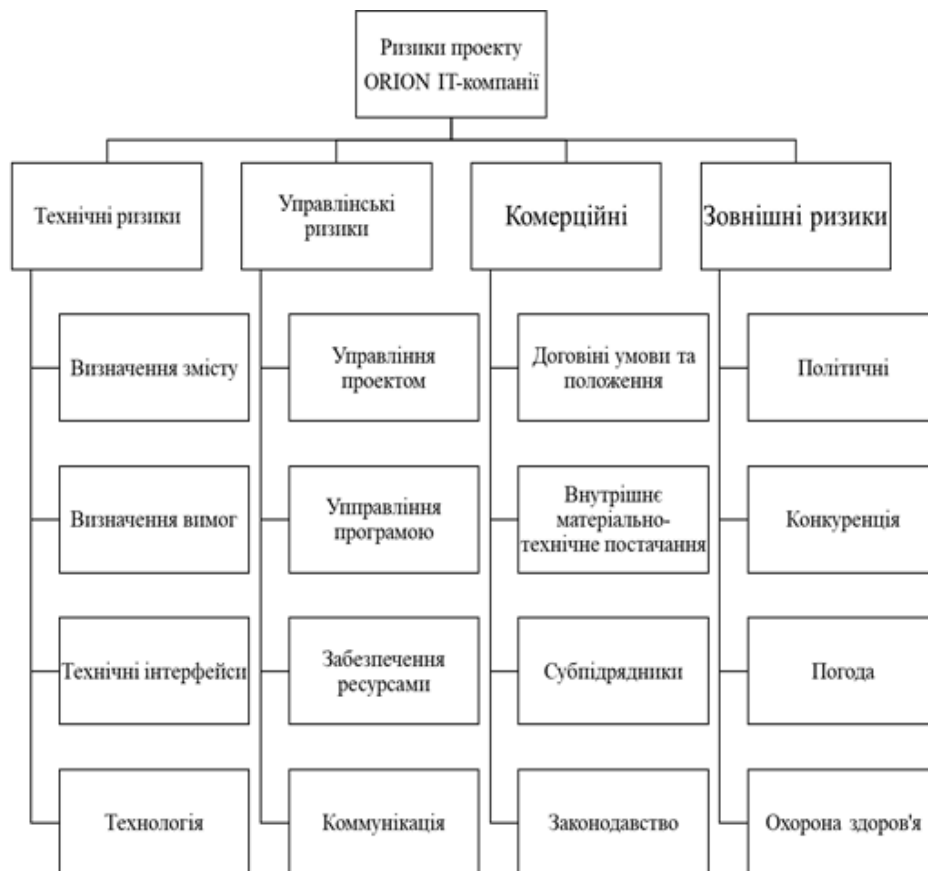 Ризики проекту
ORION IT-компанії
Технічні ризики
Управлінські
ризики
Комерційні
Зовнішні ризики
Визначення змісту
Управління
проектом
Договіні умови та
положення
Політичні
Визначення вимог
Упправління
програмою
Внутрішнє
матеріально-
технічне постачання
Конкуренція
Технічні інтерфейси
Забезпечення
ресурсами
Субпідрядники
Погода
Технологія
Коммунікація
Законодавство
Охорона здоров'я